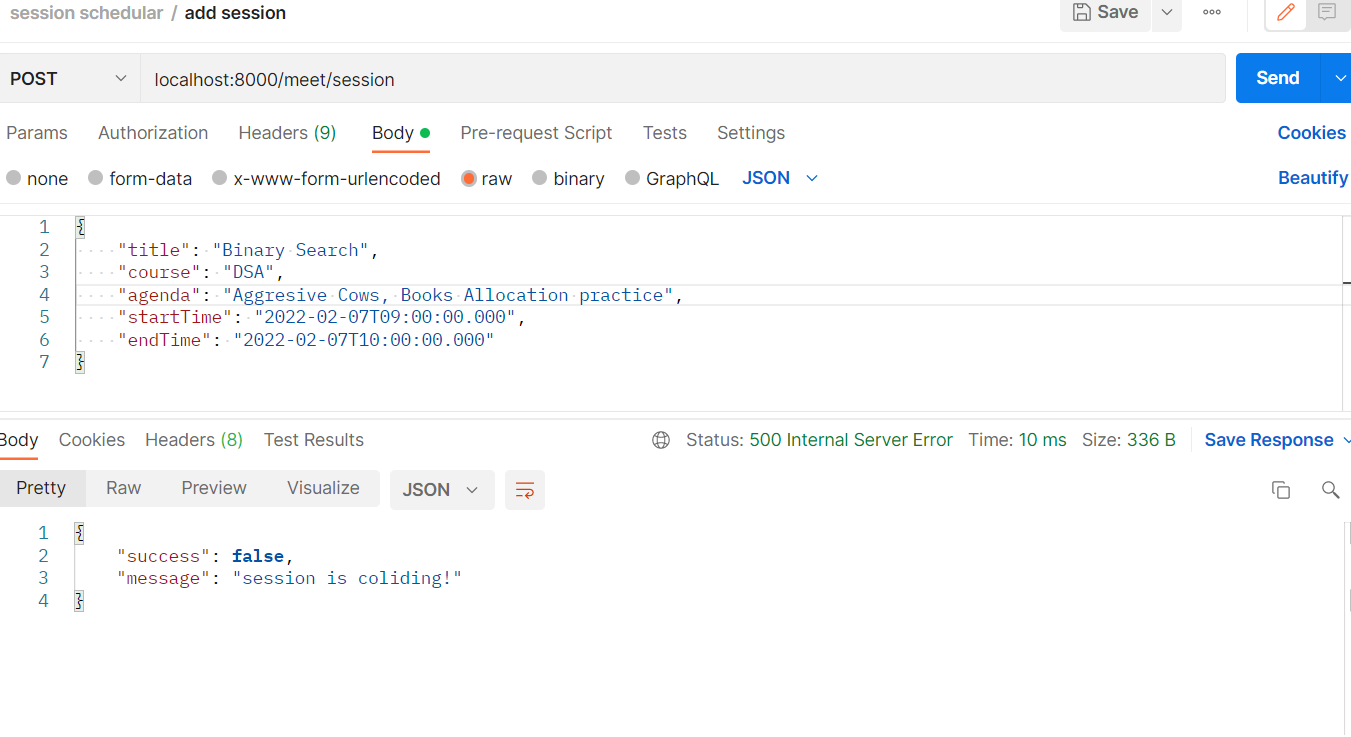 session schedular / add session
Save
POST
localhost:8000/meet/session
Send
Params Authorization Headers (9) Body Pre-request Script Tests Settings Cookies
none form-data x-www-form-urlencoded raw binary GraphQL JSON Beautify
1 {
2 "title": "Binary Search",
3 "course": "DSA",
4 "agenda": "Aggresive Cows, Books Allocation practice",
5 "startTime": "2022-02-07T09:00:00.000",
6 "endTime": "2022-02-07T10:00:00.000"
7 }
Body Cookies Headers (8) Test Results Status: 500 Internal Server Error Time: 10 ms Size: 336 B Save Response
Pretty Raw Preview Visualize JSON
1 {
2 "success": false,
3 "message": "session is coliding!"
4 }